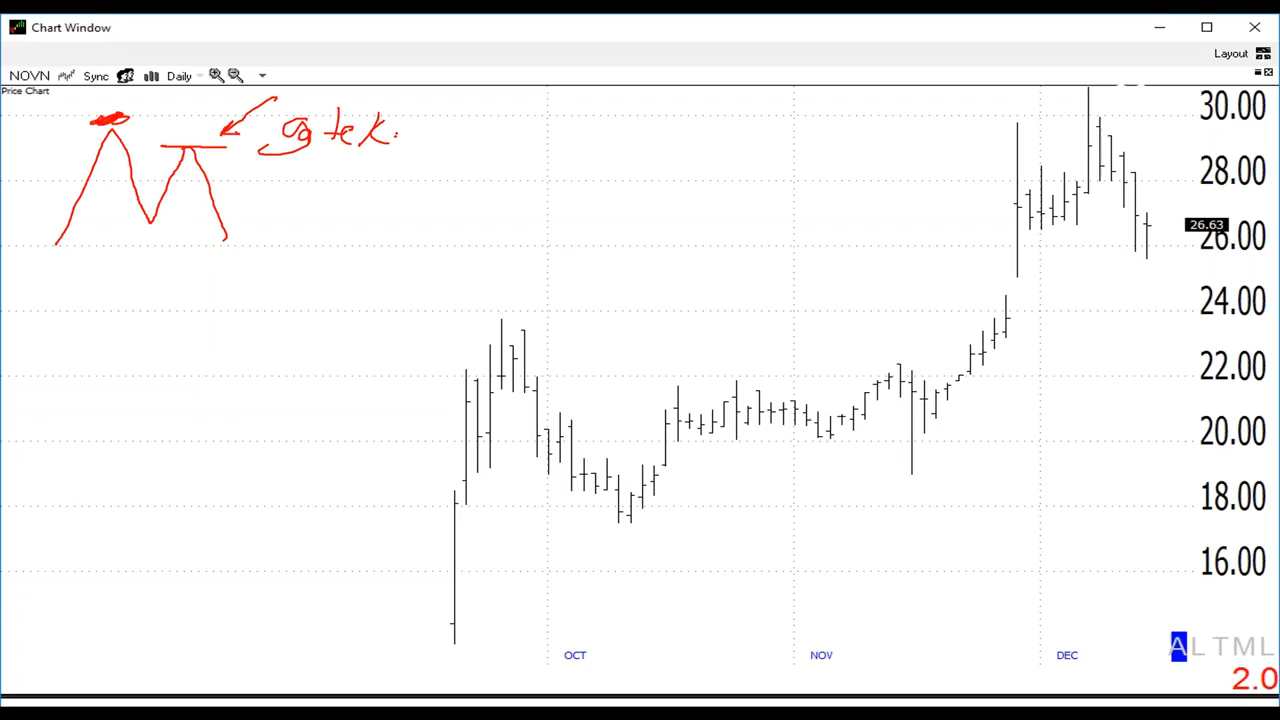 Chart Window
Layout
NOVN Sync Daily
Price Chart
30.00
28.00
26.63
26.00
24.00
22.00
20.00
18.00
16.00
OCT NOV DEC
ALTML
2.0